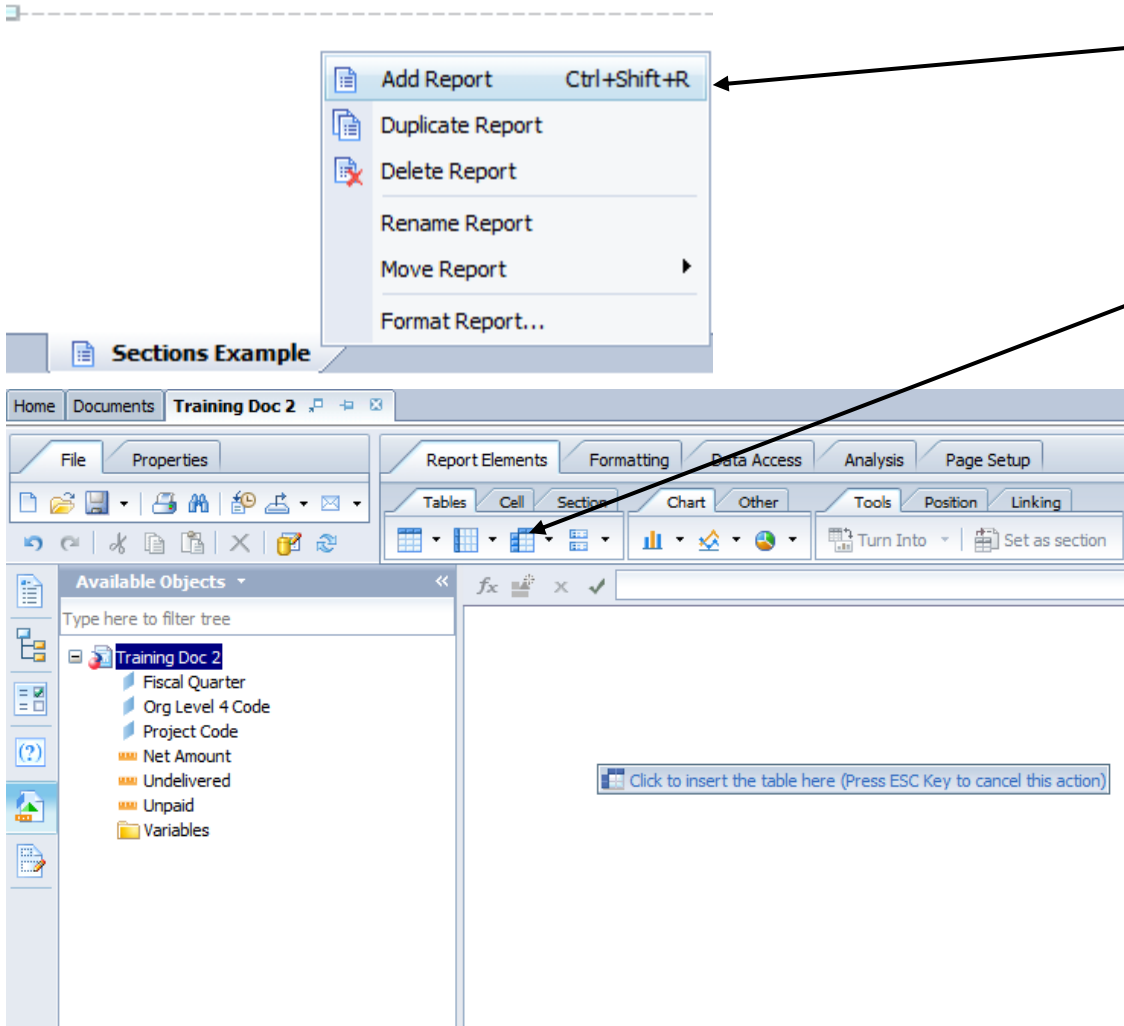 Add Report Ctrl+Shift+R
Duplicate Report
Delete Report
Rename Report
Move Report
Format Report...
Sections Example
Home Documents Training Doc 2
File Properties Report Elements Formatting Data Access Analysis Page Setup
Tables Cell Section Chart Other Tools Position Linking
Turn Into Set as section
Available Objects
Type here to filter tree
Training Doc 2
Fiscal Quarter
Org Level 4 Code
Project Code
Net Amount
Undelivered
Unpaid
Variables
Click to insert the table here (Press ESC Key to cancel this action)